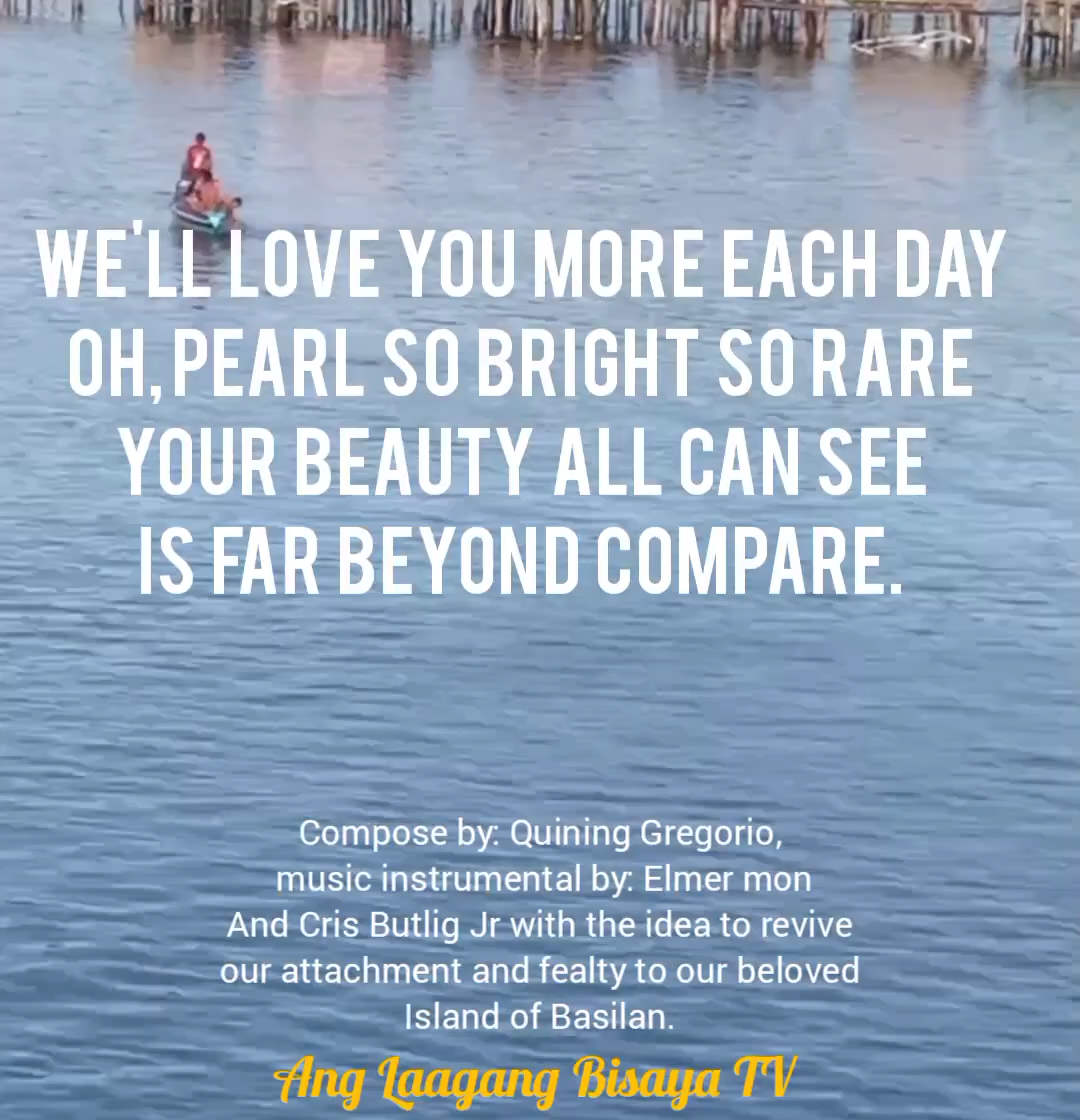 WE'LL LOVE YOU MORE EACH DAY
OH, PEARL SO BRIGHT SO RARE
YOUR BEAUTY ALL CAN SEE
IS FAR BEYOND COMPARE.
Compose by: Quining Gregorio,
music instrumental by: Elmer mon
And Cris Butlig Jr with the idea to revive
our attachment and fealty to our beloved
Island of Basilan.
Ang Laagang Bisaya TV